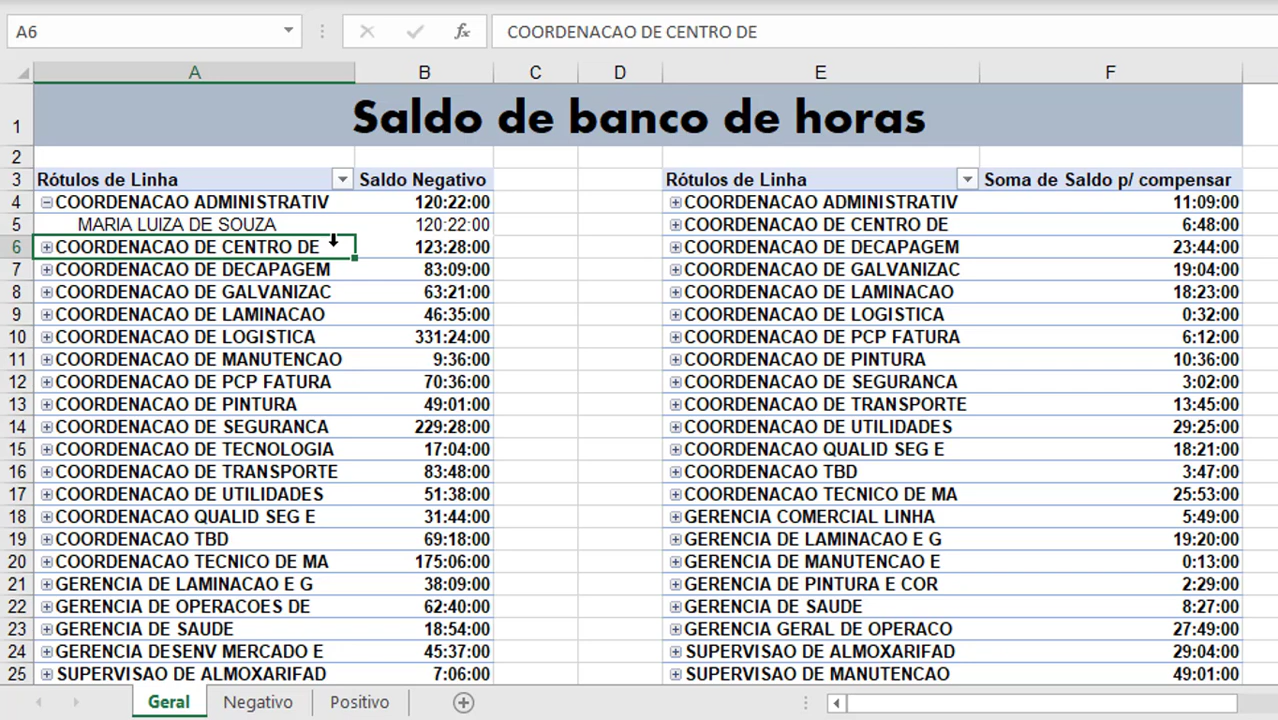 A6 fx COORDENACAO DE CENTRO DE
A B C D E F
1 Saldo de banco de horas
2
3 Rótulos de Linha Saldo Negativo Rótulos de Linha Soma de Saldo p/ compensar
4 COORDENACAO ADMINISTRATIV 120:22:00 COORDENACAO ADMINISTRATIV 11:09:00
5 MARIA LUIZA DE SOUZA 120:22:00 COORDENACAO DE CENTRO DE 6:48:00
6 COORDENACAO DE CENTRO DE 123:28:00 COORDENACAO DE DECAPAGEM 23:44:00
7 COORDENACAO DE DECAPAGEM 83:09:00 COORDENACAO DE GALVANIZAC 19:04:00
8 COORDENACAO DE GALVANIZAC 63:21:00 COORDENACAO DE LAMINACAO 18:23:00
9 COORDENACAO DE LAMINACAO 46:35:00 COORDENACAO DE LOGISTICA 0:32:00
10 COORDENACAO DE LOGISTICA 331:24:00 COORDENACAO DE PCP FATURA 6:12:00
11 COORDENACAO DE MANUTENCAO 9:36:00 COORDENACAO DE PINTURA 10:36:00
12 COORDENACAO DE PCP FATURA 70:36:00 COORDENACAO DE SEGURANCA 3:02:00
13 COORDENACAO DE PINTURA 49:01:00 COORDENACAO DE TRANSPORTE 13:45:00
14 COORDENACAO DE SEGURANCA 229:28:00 COORDENACAO DE UTILIDADES 29:25:00
15 COORDENACAO DE TECNOLOGIA 17:04:00 COORDENACAO QUALID SEG E 18:21:00
16 COORDENACAO DE TRANSPORTE 83:48:00 COORDENACAO TBD 3:47:00
17 COORDENACAO DE UTILIDADES 51:38:00 COORDENACAO TECNICO DE MA 25:53:00
18 COORDENACAO QUALID SEG E 31:44:00 GERENCIA COMERCIAL LINHA 5:49:00
19 COORDENACAO TBD 69:18:00 GERENCIA DE LAMINACAO E G 19:20:00
20 COORDENACAO TECNICO DE MA 175:06:00 GERENCIA DE MANUTENCAO E 0:13:00
21 GERENCIA DE LAMINACAO E G 38:09:00 GERENCIA DE PINTURA E COR 2:29:00
22 GERENCIA DE OPERACOES DE 62:40:00 GERENCIA DE SAUDE 8:27:00
23 GERENCIA DE SAUDE 18:54:00 GERENCIA GERAL DE OPERACO 27:49:00
24 GERENCIA DESENV MERCADO E 45:37:00 SUPERVISAO DE ALMOXARIFAD 29:04:00
25 SUPERVISAO DE ALMOXARIFAD 7:06:00 SUPERVISAO DE MANUTENCAO 49:01:00
Geral Negativo Positivo